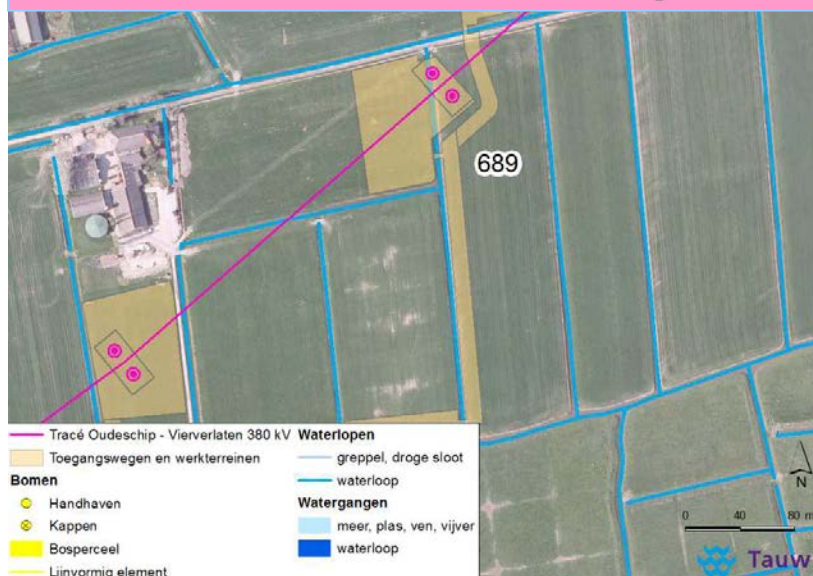 689
Tracé Oudeschip - Vierverlaten 380 kV
Toegangswegen en werkterreinen
Bomen
Handhaven
Kappen
Bosperceel
Lijnvormig element
Waterlopen
greppel, droge sloot
waterloop
Watergangen
meer, plas, ven, vijver
waterloop
N
0 40 80 m
Tauw